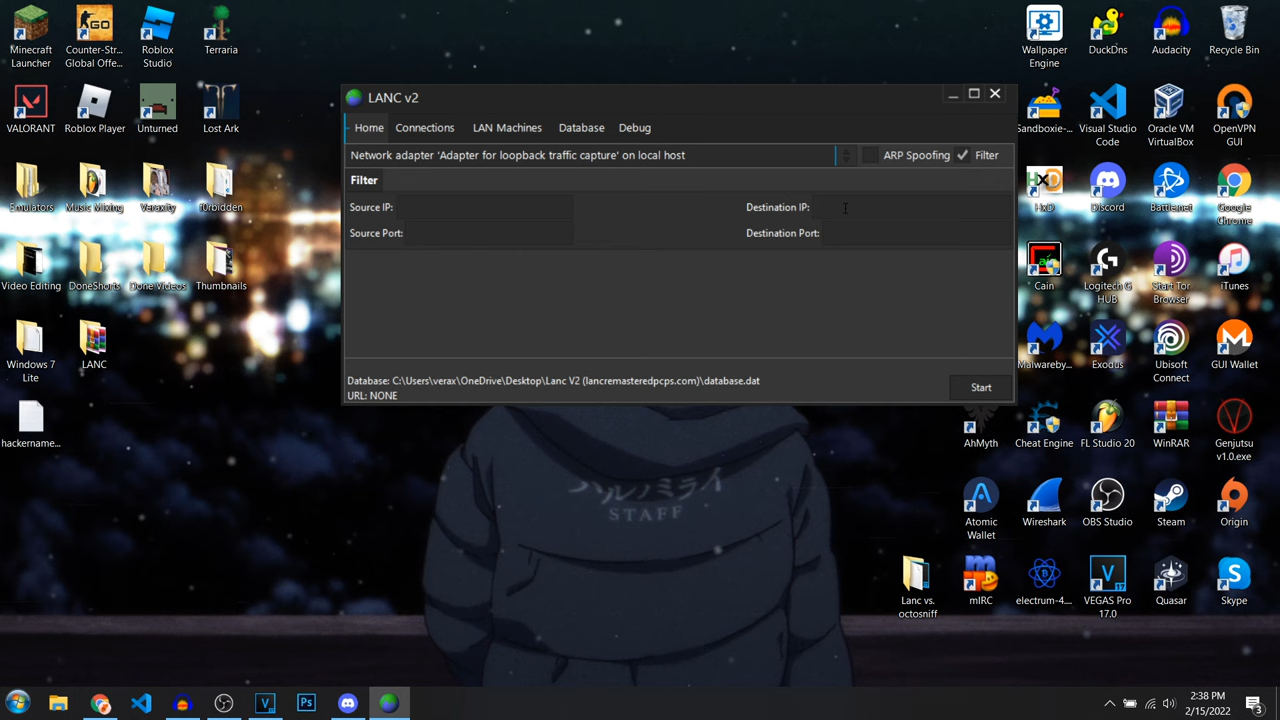 Minecraft Launcher
Counter-Str... Global Offe...
Roblox Studio
Terraria
VALORANT
Roblox Player
Unturned
Lost Ark
Emulators
Music Mixing
Veraxity
f0rbidden
Video Editing
DoneShorts
Done Videos
Thumbnails
Windows 7 Lite
LANC
hackername...
LANC v2
Home
Connections
LAN Machines
Database
Debug
Network adapter 'Adapter for loopback traffic capture' on local host
ARP Spoofing
Filter
Filter
Source IP:
Destination IP:
Source Port:
Destination Port:
Database: C:\Users\verax\OneDrive\Desktop\Lanc V2 (lancremasteredpcps.com)\database.dat
URL: NONE
Start
Wallpaper Engine
DuckDns
Audacity
Recycle Bin
Sandboxie-...
Visual Studio Code
Oracle VM VirtualBox
OpenVPN GUI
HxD
Discord
Battle.net
Google Chrome
Cain
Logitech G HUB
Start Tor Browser
iTunes
Malwareby...
Exodus
Ubisoft Connect
GUI Wallet
AhMyth
Cheat Engine
FL Studio 20
WinRAR
Genjutsu v1.0.exe
Atomic Wallet
Wireshark
OBS Studio
Steam
Origin
Lanc vs. octosniff
mIRC
electrum-4....
VEGAS Pro 17.0
Quasar
Skype
ハルノミライ
STAFF
2:38 PM
2/15/2022
3